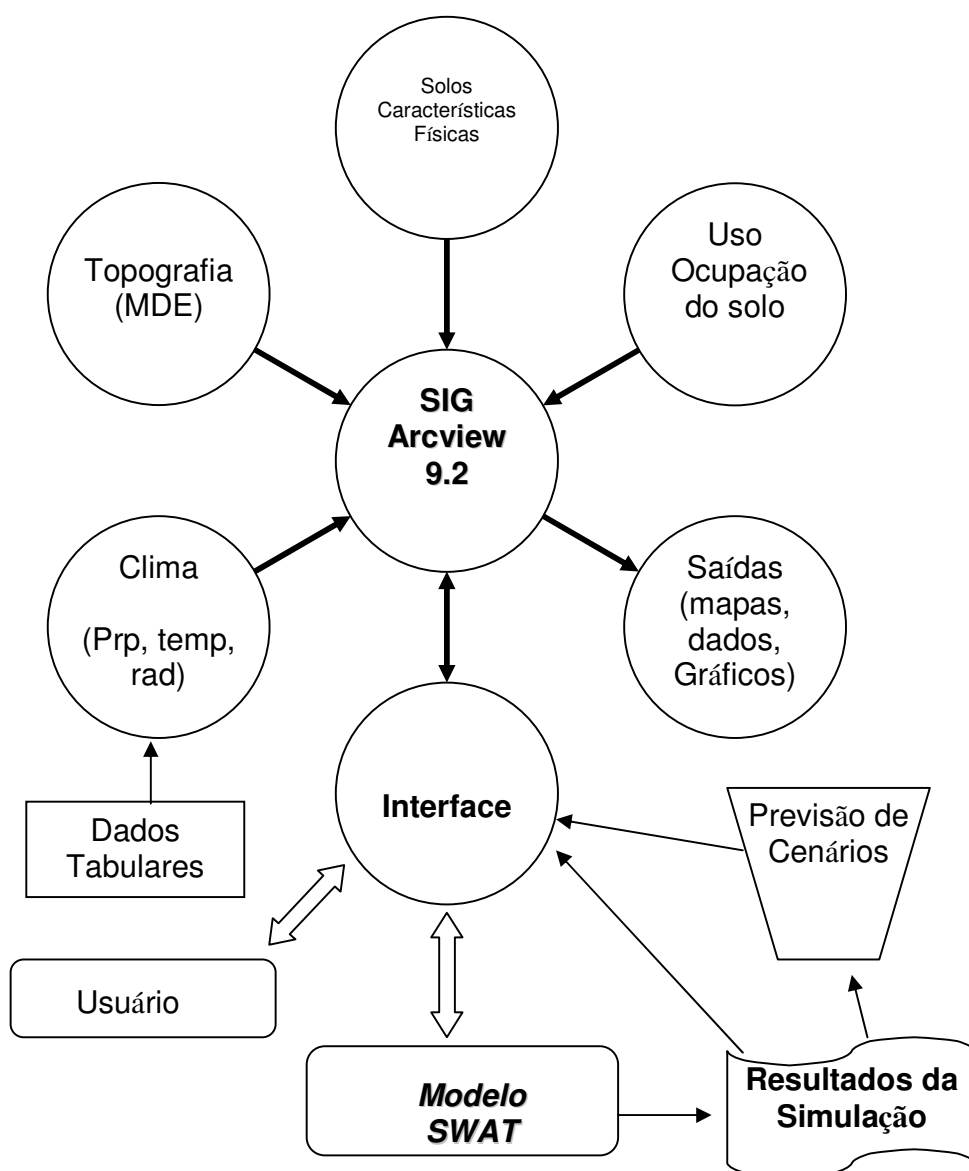 Solos
Características
Físicas
Topografia
(MDE)
Uso
Ocupação
do solo
SIG
Arcview
9.2
Clima
(Prp, temp,
rad)
Saídas
(mapas,
dados,
Gráficos)
Interface
Dados
Tabulares
Previsão de
Cenários
Usuário
Modelo
SWAT
Resultados da
Simulação